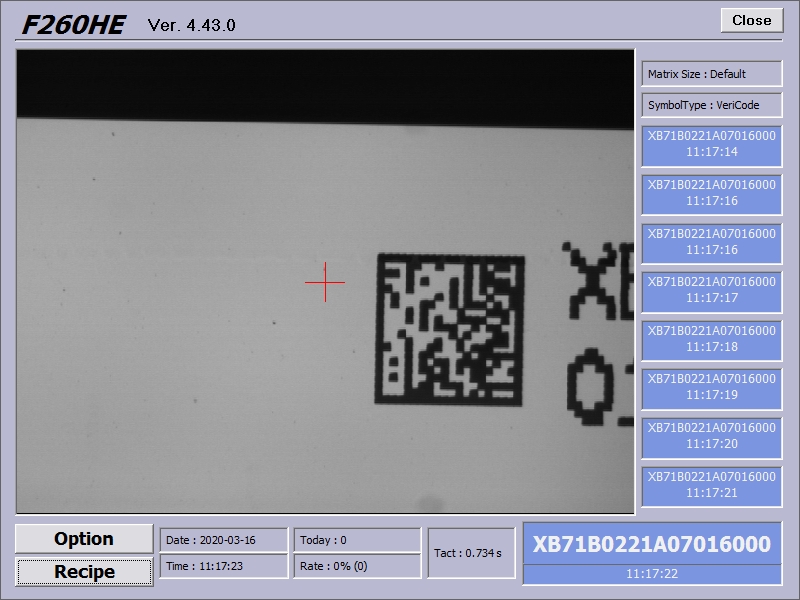 F260HE Ver. 4.43.0
Close
Matrix Size : Default
SymbolType : VeriCode
XB71B0221A07016000
11:17:14
XB71B0221A07016000
11:17:16
XB71B0221A07016000
11:17:16
XB71B0221A07016000
11:17:17
XB71B0221A07016000
11:17:18
XB71B0221A07016000
11:17:19
XB71B0221A07016000
11:17:20
XB71B0221A07016000
11:17:21
X
0
Option
Recipe
Date : 2020-03-16
Time : 11:17:23
Today : 0
Rate : 0% (0)
Tact : 0.734 s
XB71B0221A07016000
11:17:22